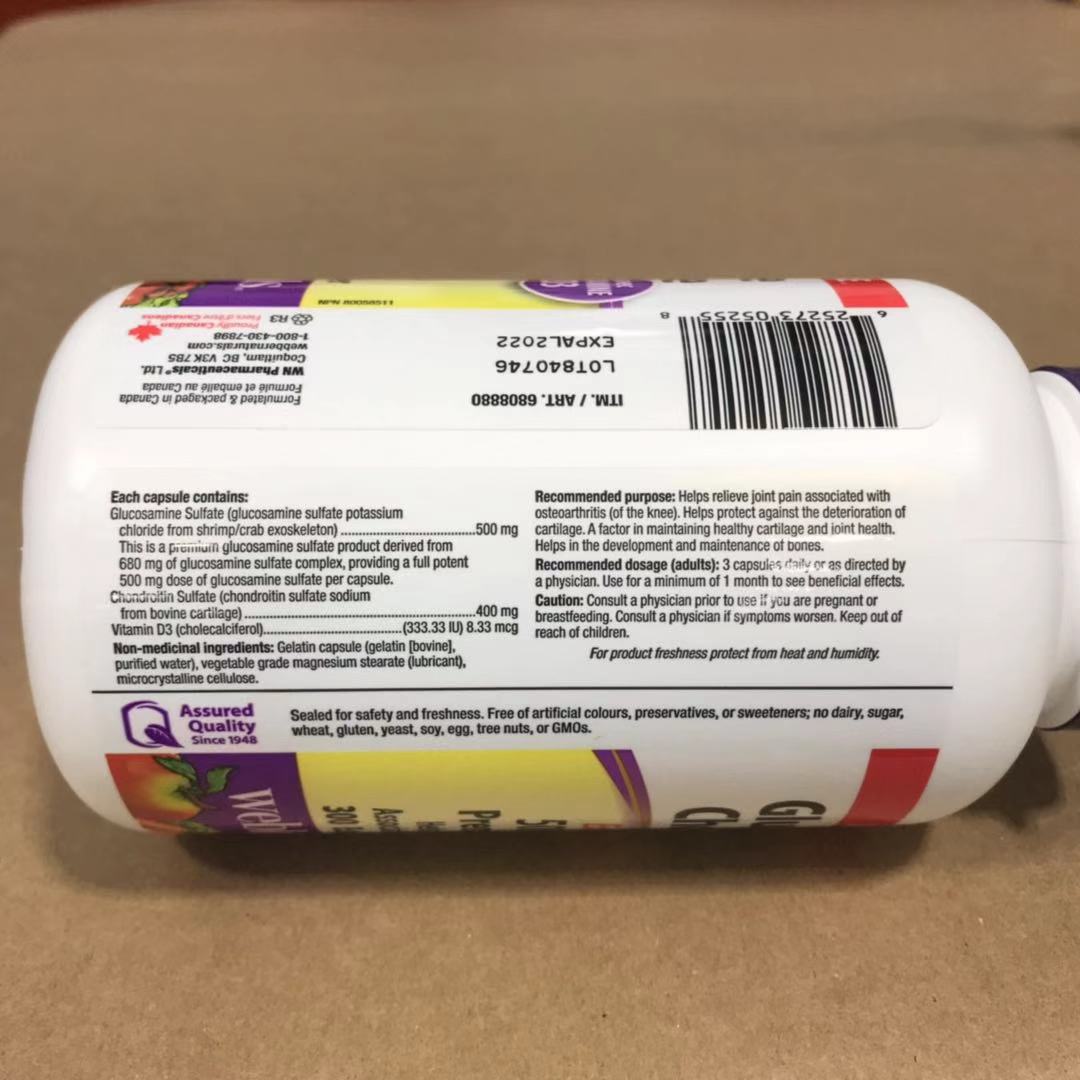 Each capsule contains:
Glucosamine Sulfate (glucosamine sulfate potassium
chloride from shrimp/crab exoskeleton)..............................500 mg
This is a premium glucosamine sulfate product derived from
680 mg of glucosamine sulfate complex, providing a full potent
500 mg dose of glucosamine sulfate per capsule.
Chondroitin Sulfate (chondroitin sulfate sodium
from bovine cartilage)....................................................400 mg
Vitamin D3 (cholecalciferol)...............................(333.33 IU) 8.33 mcg
Non-medicinal ingredients: Gelatin capsule (gelatin [bovine],
purified water), vegetable grade magnesium stearate (lubricant),
microcrystalline cellulose.
Recommended purpose: Helps relieve joint pain associated with
osteoarthritis (of the knee). Helps protect against the deterioration of
cartilage. A factor in maintaining healthy cartilage and joint health.
Helps in the development and maintenance of bones.
Recommended dosage (adults): 3 capsules daily or as directed by
a physician. Use for a minimum of 1 month to see beneficial effects.
Caution: Consult a physician prior to use if you are pregnant or
breastfeeding. Consult a physician if symptoms worsen. Keep out of
reach of children.
For product freshness protect from heat and humidity.
Assured
Quality
Since 1948
Sealed for safety and freshness. Free of artificial colours, preservatives, or sweeteners; no dairy, sugar,
wheat, gluten, yeast, soy, egg, tree nuts, or GMOs.
ITM. / ART. 6808880
LOT840746
EXPAL2022
6 25273 05255 8
Formulated & packaged in Canada
Formulé et emballé au Canada
WN Pharmaceuticals® Ltd.
Coquitlam, BC V3K 7B5
webbernaturals.com
1-800-430-7898
Proudly Canadian
Fiers d'être Canadiens
R3
300